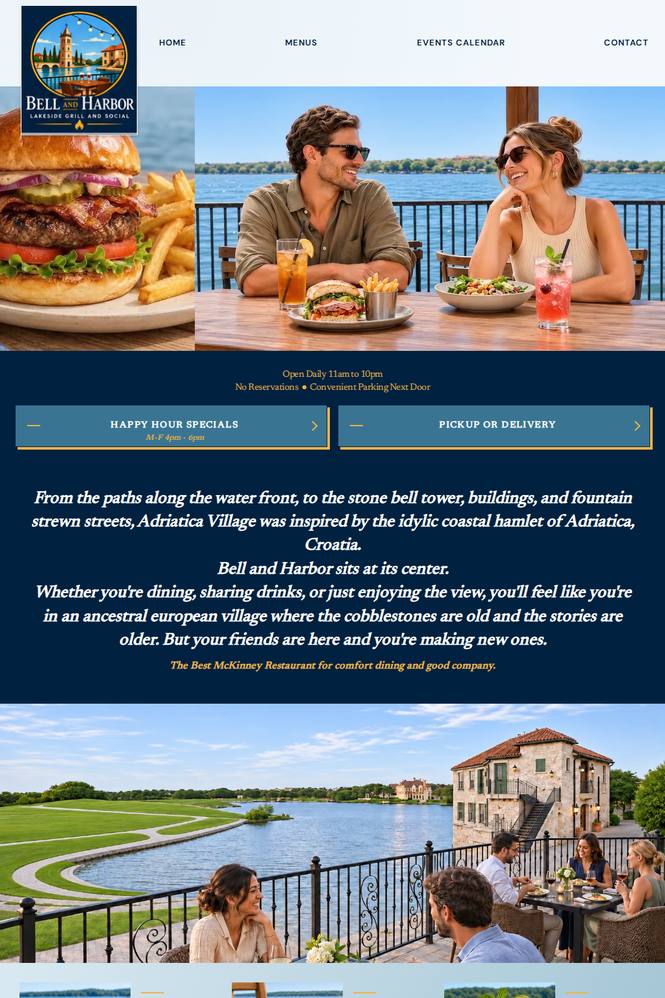 BELL AND HARBOR
LAKESIDE GRILL AND SOCIAL
HOME
MENUS
EVENTS CALENDAR
CONTACT
Open Daily 11am to 10pm
No Reservations ● Convenient Parking Next Door
HAPPY HOUR SPECIALS
M-F 4pm - 6pm
PICKUP OR DELIVERY
From the paths along the water front, to the stone bell tower, buildings, and fountain
strewn streets, Adriatica Village was inspired by the idylic coastal hamlet of Adriatica,
Croatia.
Bell and Harbor sits at its center.
Whether you're dining, sharing drinks, or just enjoying the view, you'll feel like you're
in an ancestral european village where the cobblestones are old and the stories are
older. But your friends are here and you're making new ones.
The Best McKinney Restaurant for comfort dining and good company.